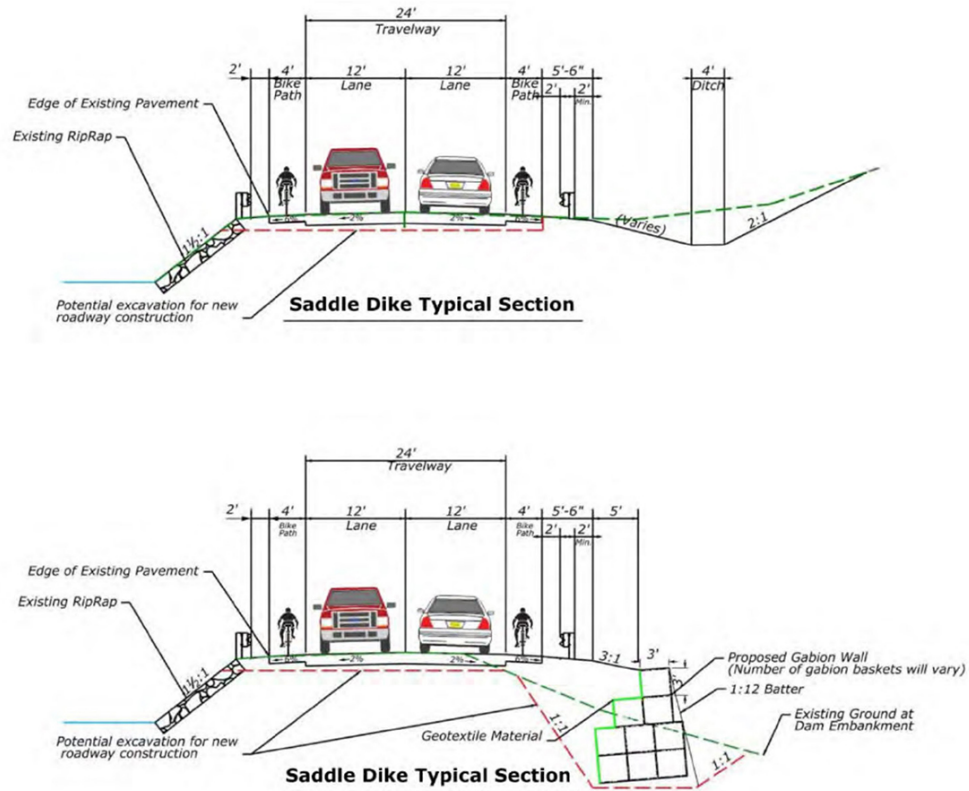 24'
Travelway
2'
4'
12'
12'
4'
5'-6"
4'
Bike
Path
Lane
Lane
Bike
Path
2'
2'
Min.
Ditch
Edge of Existing Pavement
Existing RipRap
6%
2%
2%
6%
(Varies)
2:1
1½:1
Potential excavation for new
roadway construction
Saddle Dike Typical Section
24'
Travelway
2'
4'
12'
12'
4'
5'-6"
5'
Bike
Path
Lane
Lane
Bike
Path
2'
2'
Min.
Edge of Existing Pavement
Existing RipRap
6%
2%
2%
6%
3:1
3'
3'
Proposed Gabion Wall
(Number of gabion baskets will vary)
1:12 Batter
1½:1
1:1
Geotextile Material
Existing Ground at
Dam Embankment
1:1
Potential excavation for new
roadway construction
Saddle Dike Typical Section